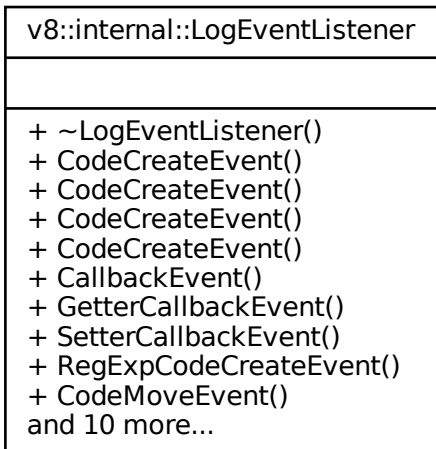 v8::internal::LogEventListener
+ ~LogEventListener()
+ CodeCreateEvent()
+ CodeCreateEvent()
+ CodeCreateEvent()
+ CodeCreateEvent()
+ CallbackEvent()
+ GetterCallbackEvent()
+ SetterCallbackEvent()
+ RegExpCodeCreateEvent()
+ CodeMoveEvent()
and 10 more...